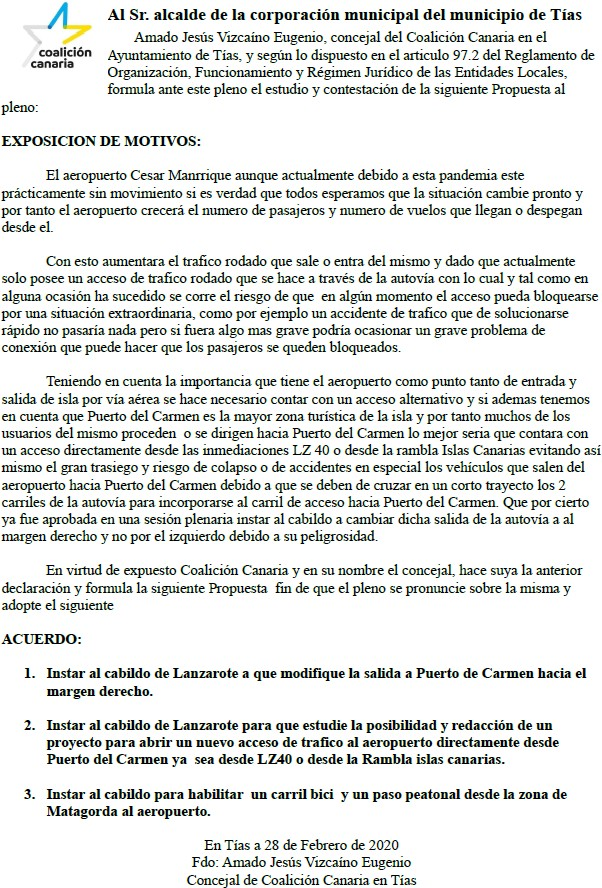 coalición
canaria
Al Sr. alcalde de la corporación municipal del municipio de Tías
Amado Jesús Vizcaíno Eugenio, concejal del Coalición Canaria en el
Ayuntamiento de Tías, y según lo dispuesto en el articulo 97.2 del Reglamento de
Organización, Funcionamiento y Régimen Jurídico de las Entidades Locales,
formula ante este pleno el estudio y contestación de la siguiente Propuesta al
pleno:
EXPOSICION DE MOTIVOS:
El aeropuerto Cesar Manrrique aunque actualmente debido a esta pandemia este
prácticamente sin movimiento si es verdad que todos esperamos que la situación cambie pronto y
por tanto el aeropuerto crecerá el numero de pasajeros y numero de vuelos que llegan o despegan
desde el.
Con esto aumentara el trafico rodado que sale o entra del mismo y dado que actualmente
solo posee un acceso de trafico rodado que se hace a través de la autovía con lo cual y tal como en
alguna ocasión ha sucedido se corre el riesgo de que en algún momento el acceso pueda bloquearse
por una situación extraordinaria, como por ejemplo un accidente de trafico que de solucionarse
rápido no pasaría nada pero si fuera algo mas grave podría ocasionar un grave problema de
conexión que puede hacer que los pasajeros se queden bloqueados.
Teniendo en cuenta la importancia que tiene el aeropuerto como punto tanto de entrada y
salida de isla por vía aérea se hace necesario contar con un acceso alternativo y si ademas tenemos
en cuenta que Puerto del Carmen es la mayor zona turística de la isla y por tanto muchos de los
usuarios del mismo proceden o se dirigen hacia Puerto del Carmen lo mejor seria que contara con
un acceso directamente desde las inmediaciones LZ 40 o desde la rambla Islas Canarias evitando así
mismo el gran trasiego y riesgo de colapso o de accidentes en especial los vehículos que salen del
aeropuerto hacia Puerto del Carmen debido a que se deben de cruzar en un corto trayecto los 2
carriles de la autovía para incorporarse al carril de acceso hacia Puerto del Carmen. Que por cierto
ya fue aprobada en una sesión plenaria instar al cabildo a cambiar dicha salida de la autovía a al
margen derecho y no por el izquierdo debido a su peligrosidad.
En virtud de expuesto Coalición Canaria y en su nombre el concejal, hace suya la anterior
declaración y formula la siguiente Propuesta fin de que el pleno se pronuncie sobre la misma y
adopte el siguiente
ACUERDO:
1. Instar al cabildo de Lanzarote a que modifique la salida a Puerto de Carmen hacia el
margen derecho.
2. Instar al cabildo de Lanzarote para que estudie la posibilidad y redacción de un
proyecto para abrir un nuevo acceso de trafico al aeropuerto directamente desde
Puerto del Carmen ya sea desde LZ40 o desde la Rambla islas canarias.
3. Instar al cabildo para habilitar un carril bici y un paso peatonal desde la zona de
Matagorda al aeropuerto.
En Tías a 28 de Febrero de 2020
Fdo: Amado Jesús Vizcaíno Eugenio
Concejal de Coalición Canaria en Tías